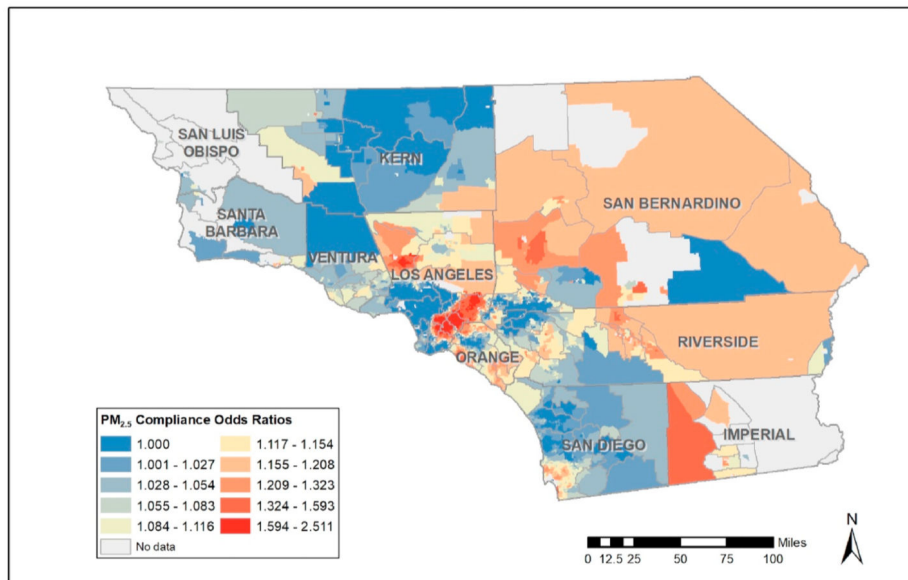 SAN LUIS
OBISPO
KERN
SAN BERNARDINO
SANTA
BARBARA
VENTURA
LOS ANGELES
RIVERSIDE
ORANGE
SAN DIEGO
IMPERIAL
PM2.5 Compliance Odds Ratios
1.000
1.001 - 1.027
1.028 - 1.054
1.055 - 1.083
1.084 - 1.116
No data
1.117 - 1.154
1.155 - 1.208
1.209 - 1.323
1.324 - 1.593
1.594 - 2.511
N
Miles
0 12.5 25 50 75 100